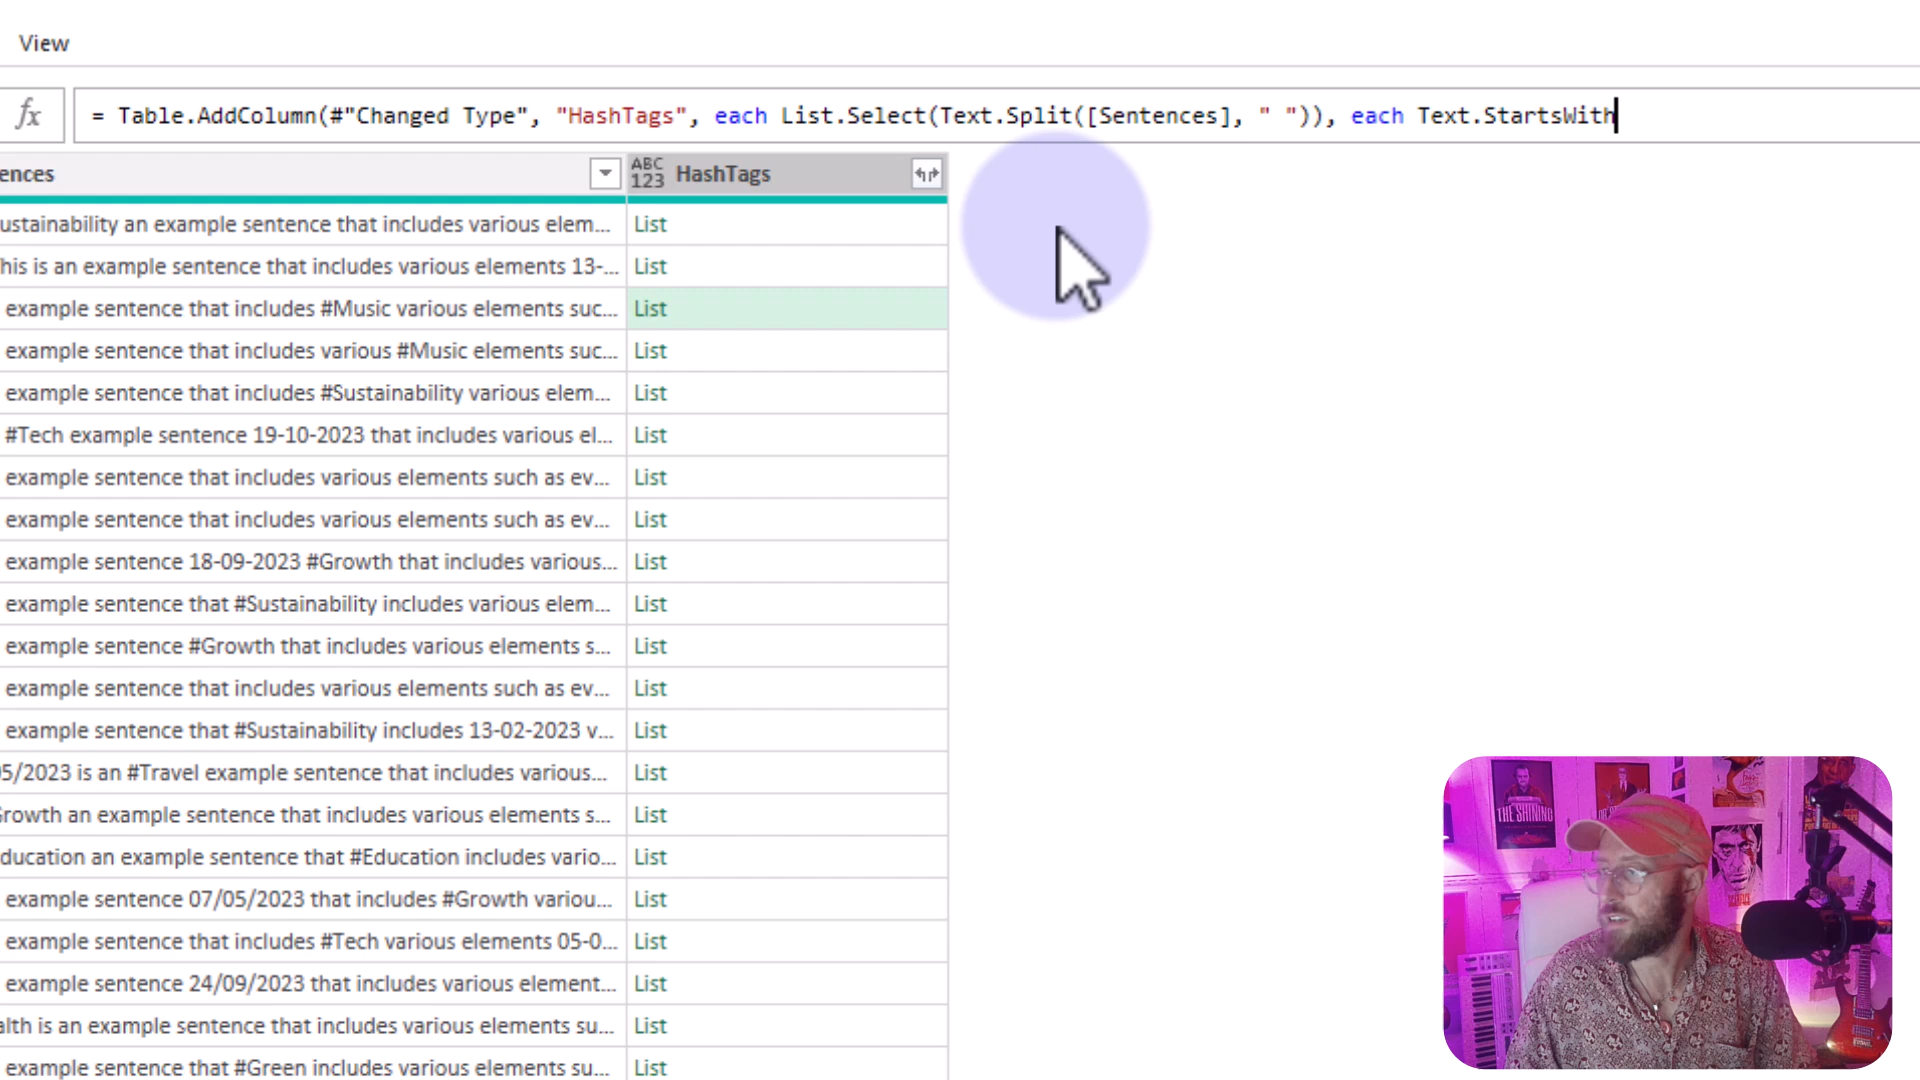 View
fx
= Table.AddColumn(#"Changed Type", "HashTags", each List.Select(Text.Split([Sentences], " ")), each Text.StartsWith
ences
ABC 123 HashTags
ustainability an example sentence that includes various elem... List
his is an example sentence that includes various elements 13-... List
example sentence that includes #Music various elements suc... List
example sentence that includes various #Music elements suc... List
example sentence that includes #Sustainability various elem... List
#Tech example sentence 19-10-2023 that includes various el... List
example sentence that includes various elements such as ev... List
example sentence that includes various elements such as ev... List
example sentence 18-09-2023 #Growth that includes various... List
example sentence that #Sustainability includes various elem... List
example sentence #Growth that includes various elements s... List
example sentence that includes various elements such as ev... List
example sentence that #Sustainability includes 13-02-2023 v... List
05/2023 is an #Travel example sentence that includes various... List
Growth an example sentence that includes various elements s... List
ducation an example sentence that #Education includes vario... List
example sentence 07/05/2023 that includes #Growth variou... List
example sentence that includes #Tech various elements 05-0... List
example sentence 24/09/2023 that includes various element... List
alth is an example sentence that includes various elements su... List
example sentence that #Green includes various elements su... List
THE SHINING